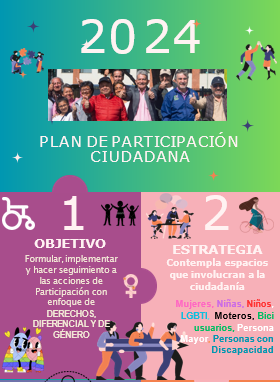 2024
PLAN DE PARTICIPACIÓN
CIUDADANA
1
OBJETIVO
Formular, implementar
y hacer seguimiento a
las acciones de
Participación con
enfoque de
DERECHOS,
DIFERENCIAL Y DE
GÉNERO
2
ESTRATEGIA
Contempla espacios
que involucran a la
ciudadanía
Mujeres, Niñas, Niños,
LGBTI, Moteros, Bici
usuarios, Persona
Mayor Personas con
Discapacidad